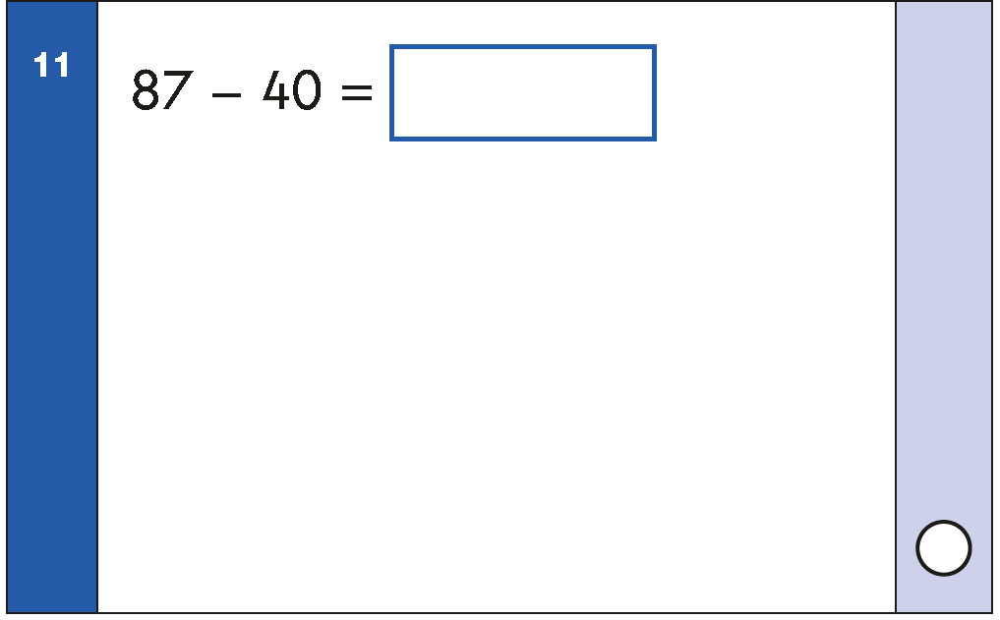 11
87 – 40 =